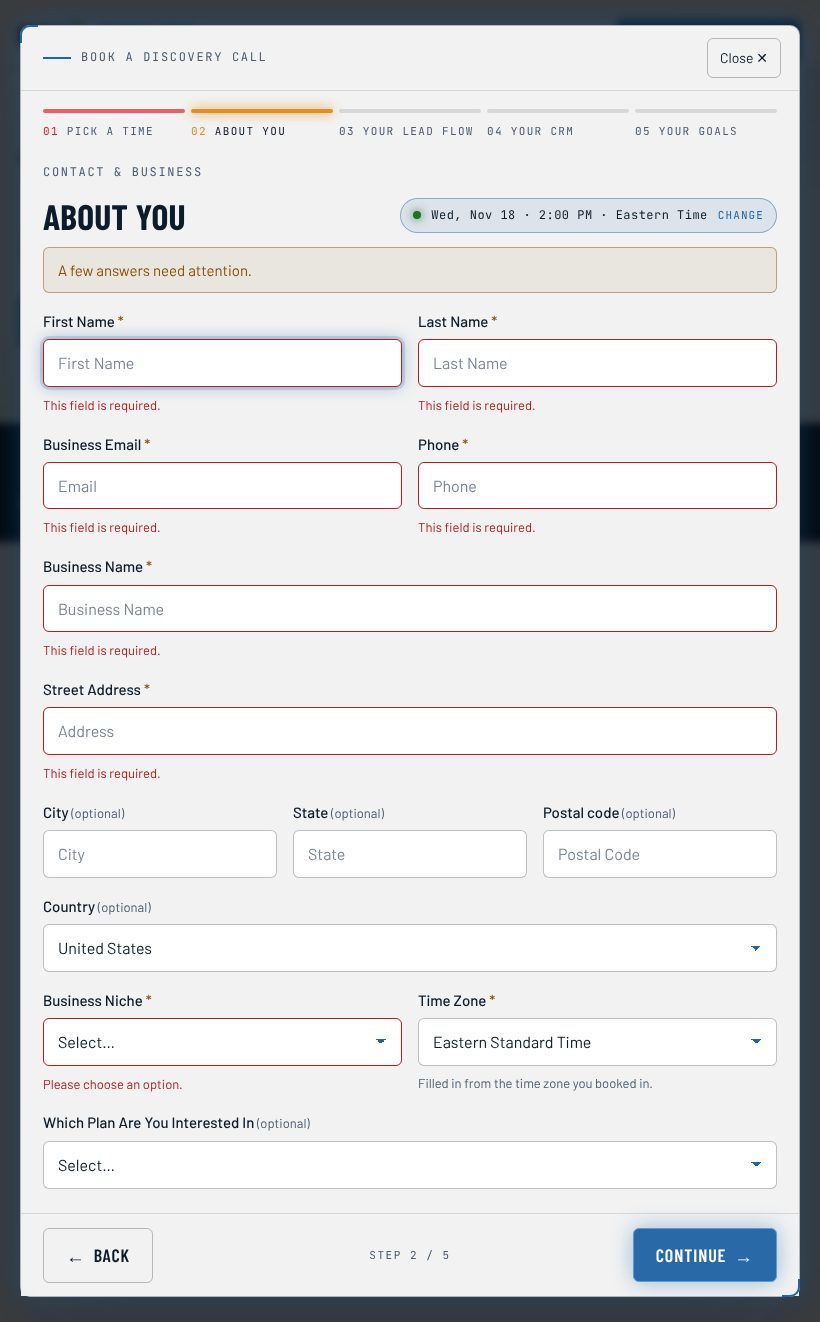 BOOK A DISCOVERY CALL
Close ✕
01 PICK A TIME
02 ABOUT YOU
03 YOUR LEAD FLOW
04 YOUR CRM
05 YOUR GOALS
CONTACT & BUSINESS
ABOUT YOU
Wed, Nov 18 · 2:00 PM · Eastern Time CHANGE
A few answers need attention.
First Name *
Last Name *
First Name
Last Name
This field is required.
This field is required.
Business Email *
Phone *
Email
Phone
This field is required.
This field is required.
Business Name *
Business Name
This field is required.
Street Address *
Address
This field is required.
City (optional)
State (optional)
Postal code (optional)
City
State
Postal Code
Country (optional)
United States
Business Niche *
Time Zone *
Select...
Eastern Standard Time
Please choose an option.
Filled in from the time zone you booked in.
Which Plan Are You Interested In (optional)
Select...
← BACK
STEP 2 / 5
CONTINUE →